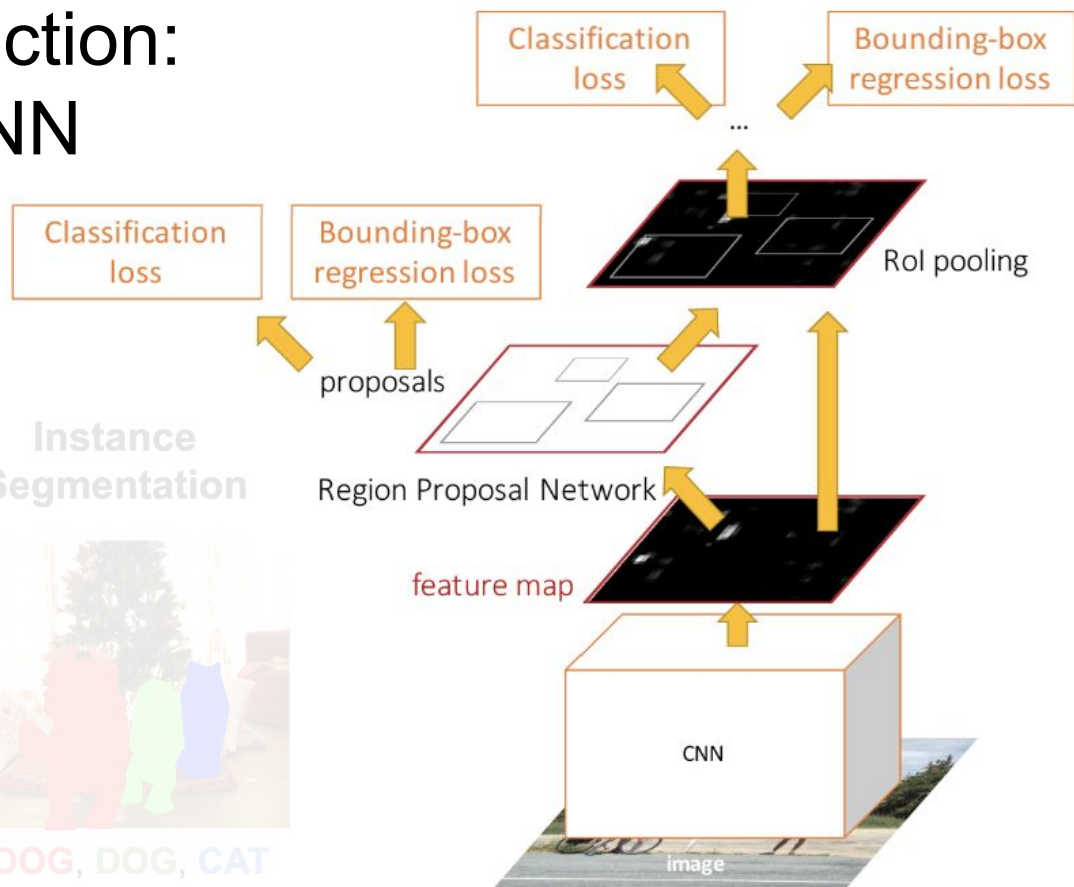 ction:
NN
Classification
loss
Bounding-box
regression loss
...
Classification
loss
Bounding-box
regression loss
RoI pooling
proposals
Instance
Segmentation
Region Proposal Network
feature map
CNN
image
DOG, DOG, CAT